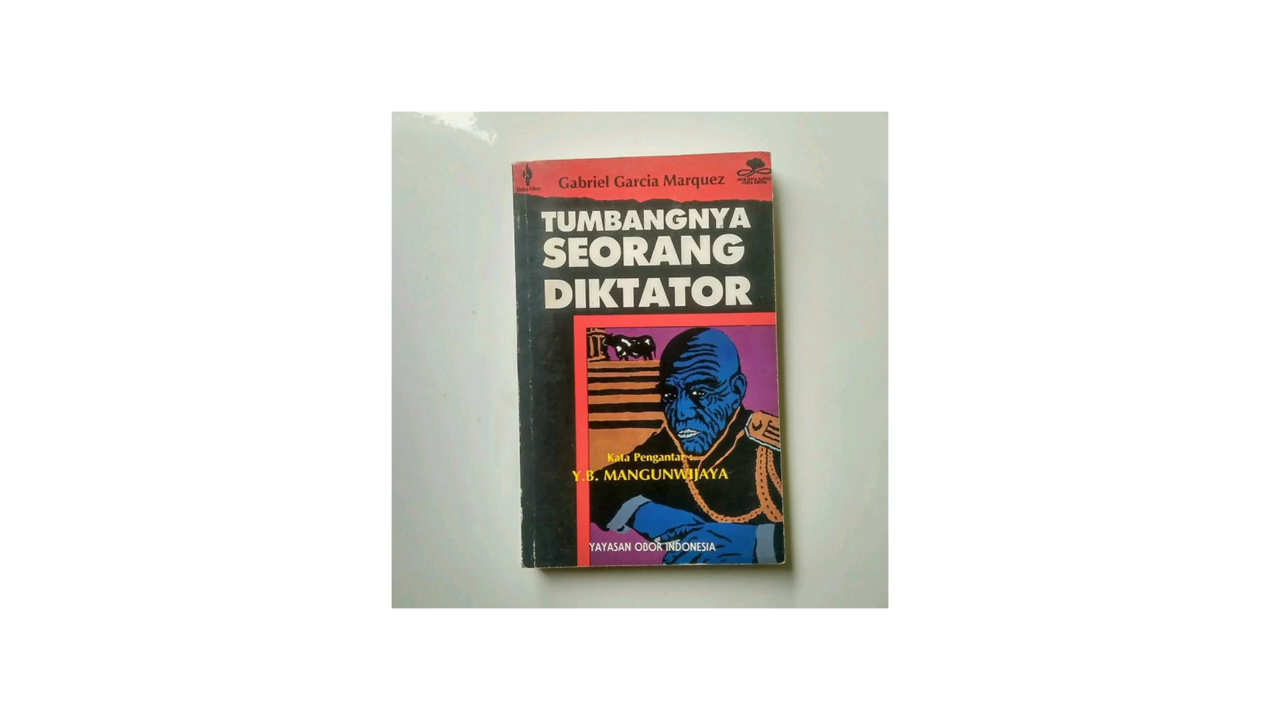 Gabriel Garcia Marquez
TUMBANGNYA
SEORANG
DIKTATOR
Kata Pengantar :
Y.B. MANGUNWIJAYA
YAYASAN OBOR INDONESIA